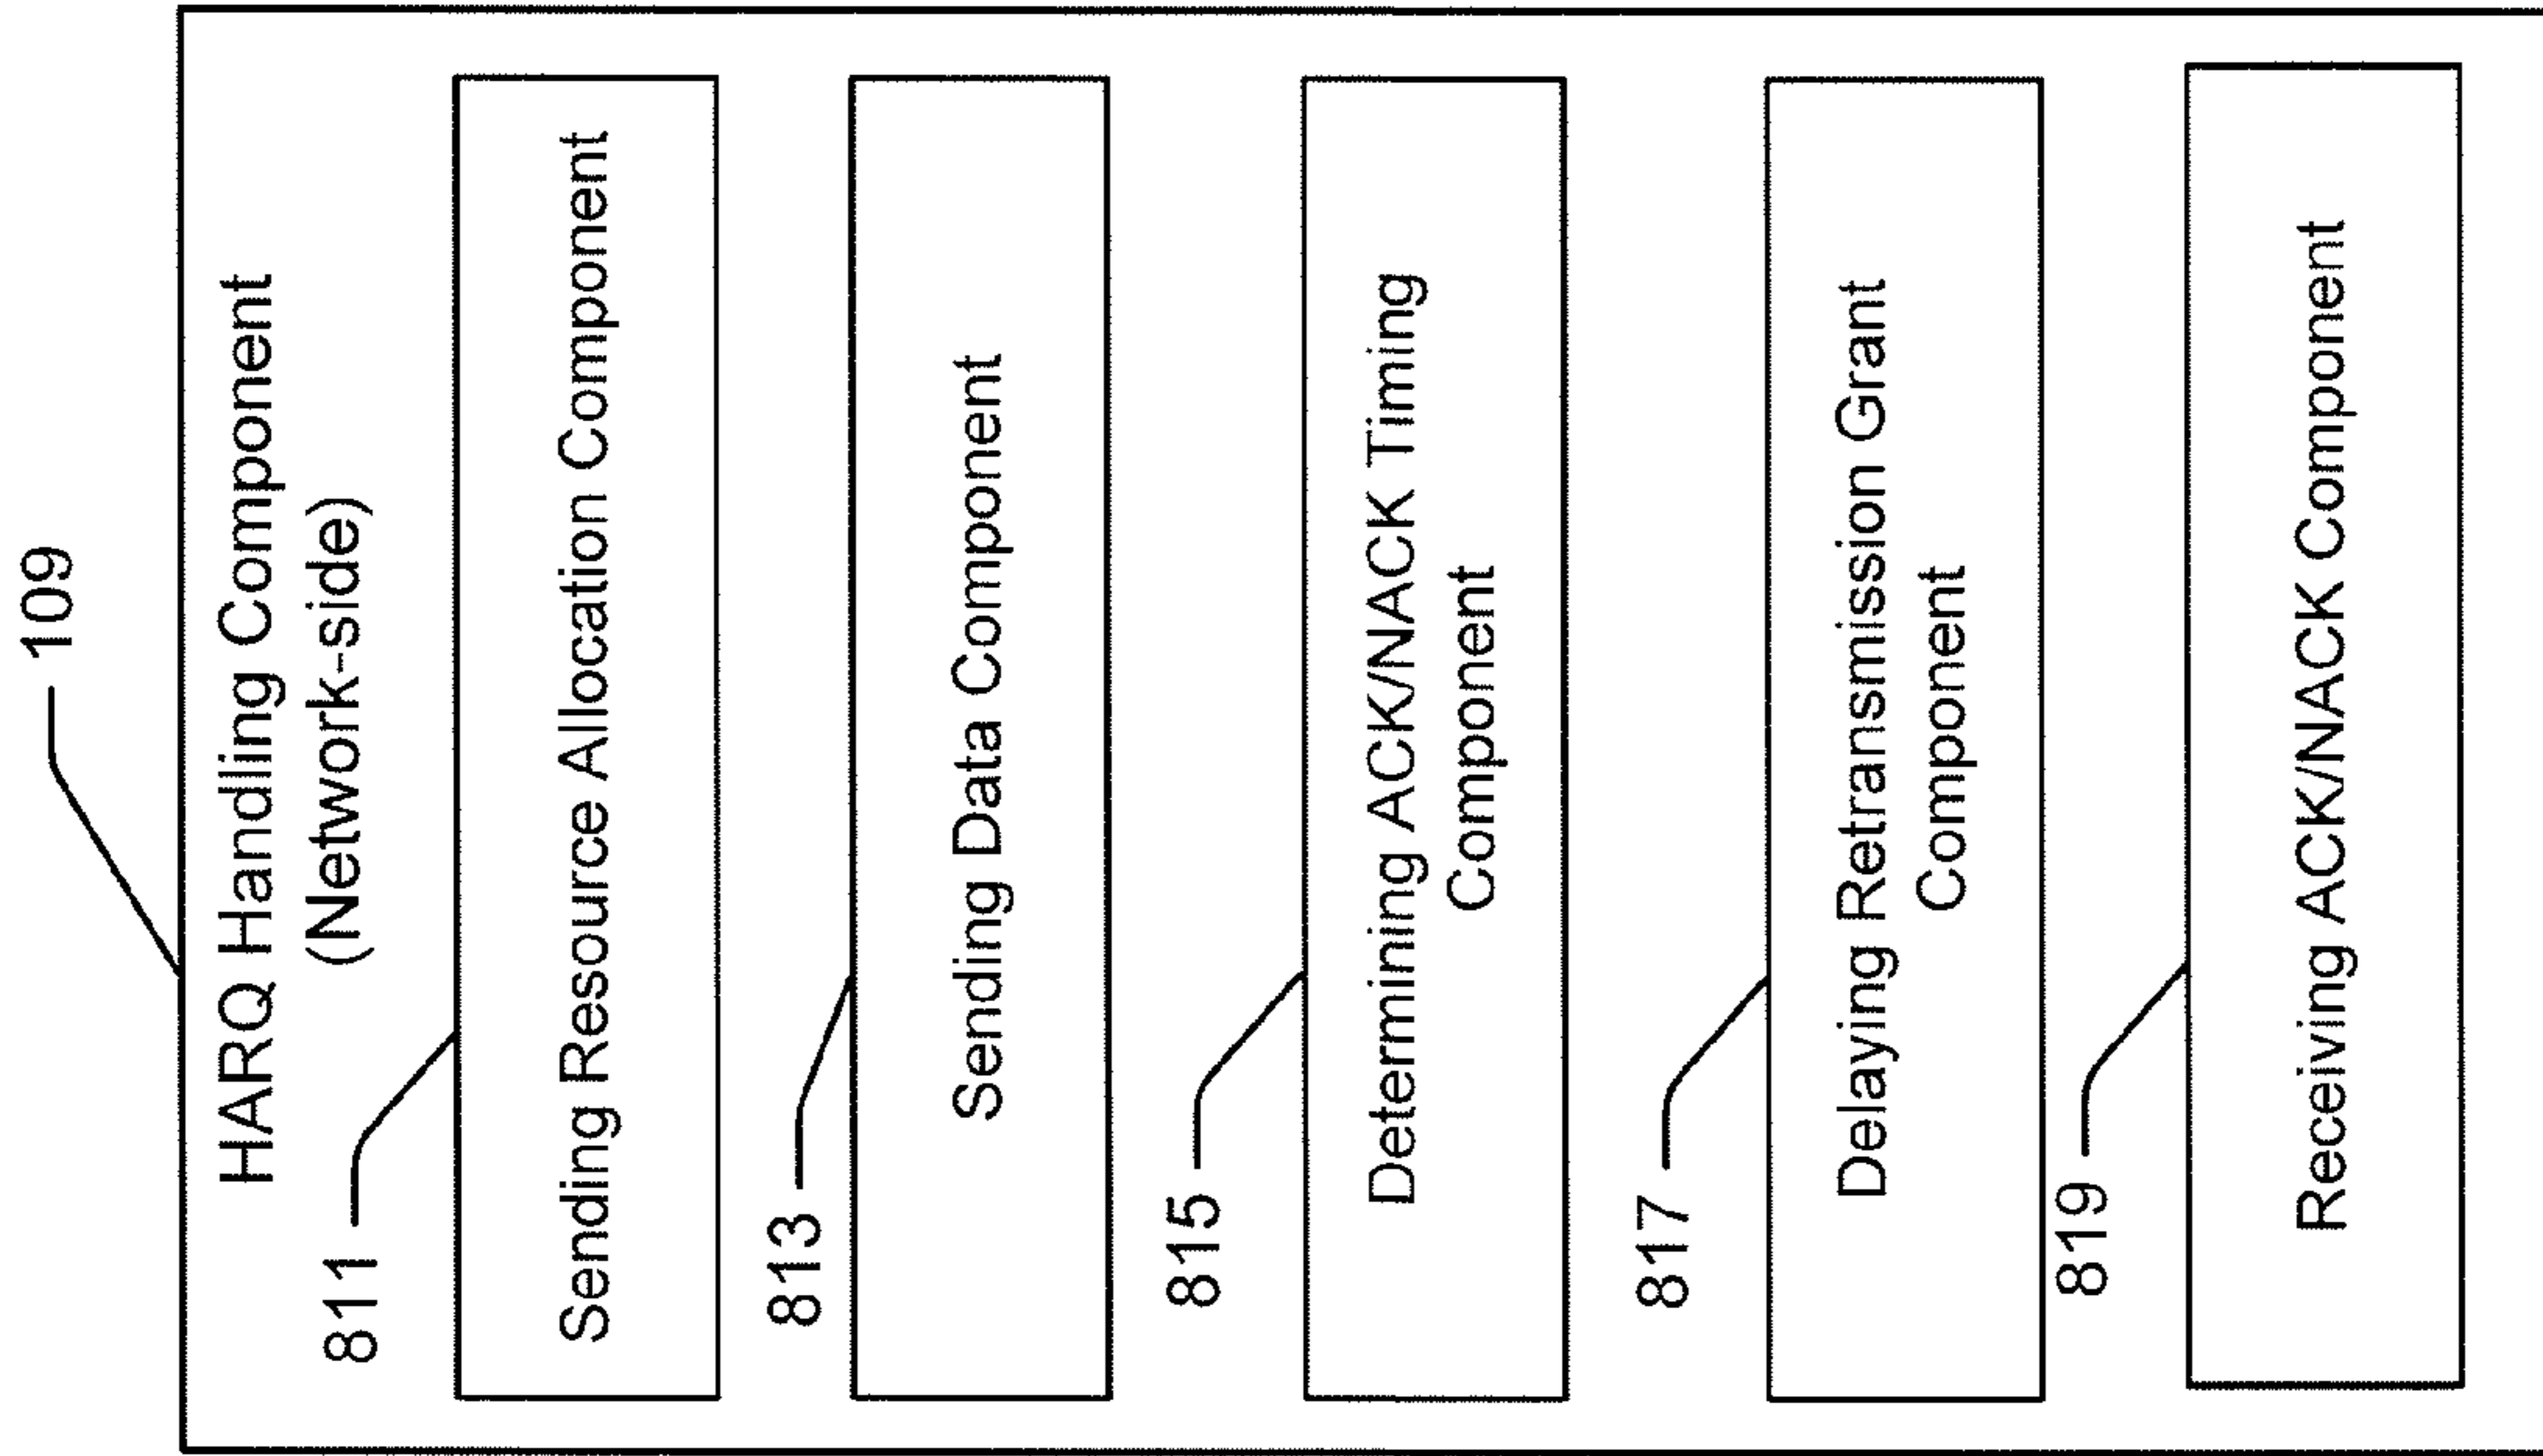 109
HARQ Handling Component
(Network-side)
811
Sending Resource Allocation Component
813
Sending Data Component
815
Determining ACK/NACK Timing
Component
817
Delaying Retransmission Grant
Component
819
Receiving ACK/NACK Component